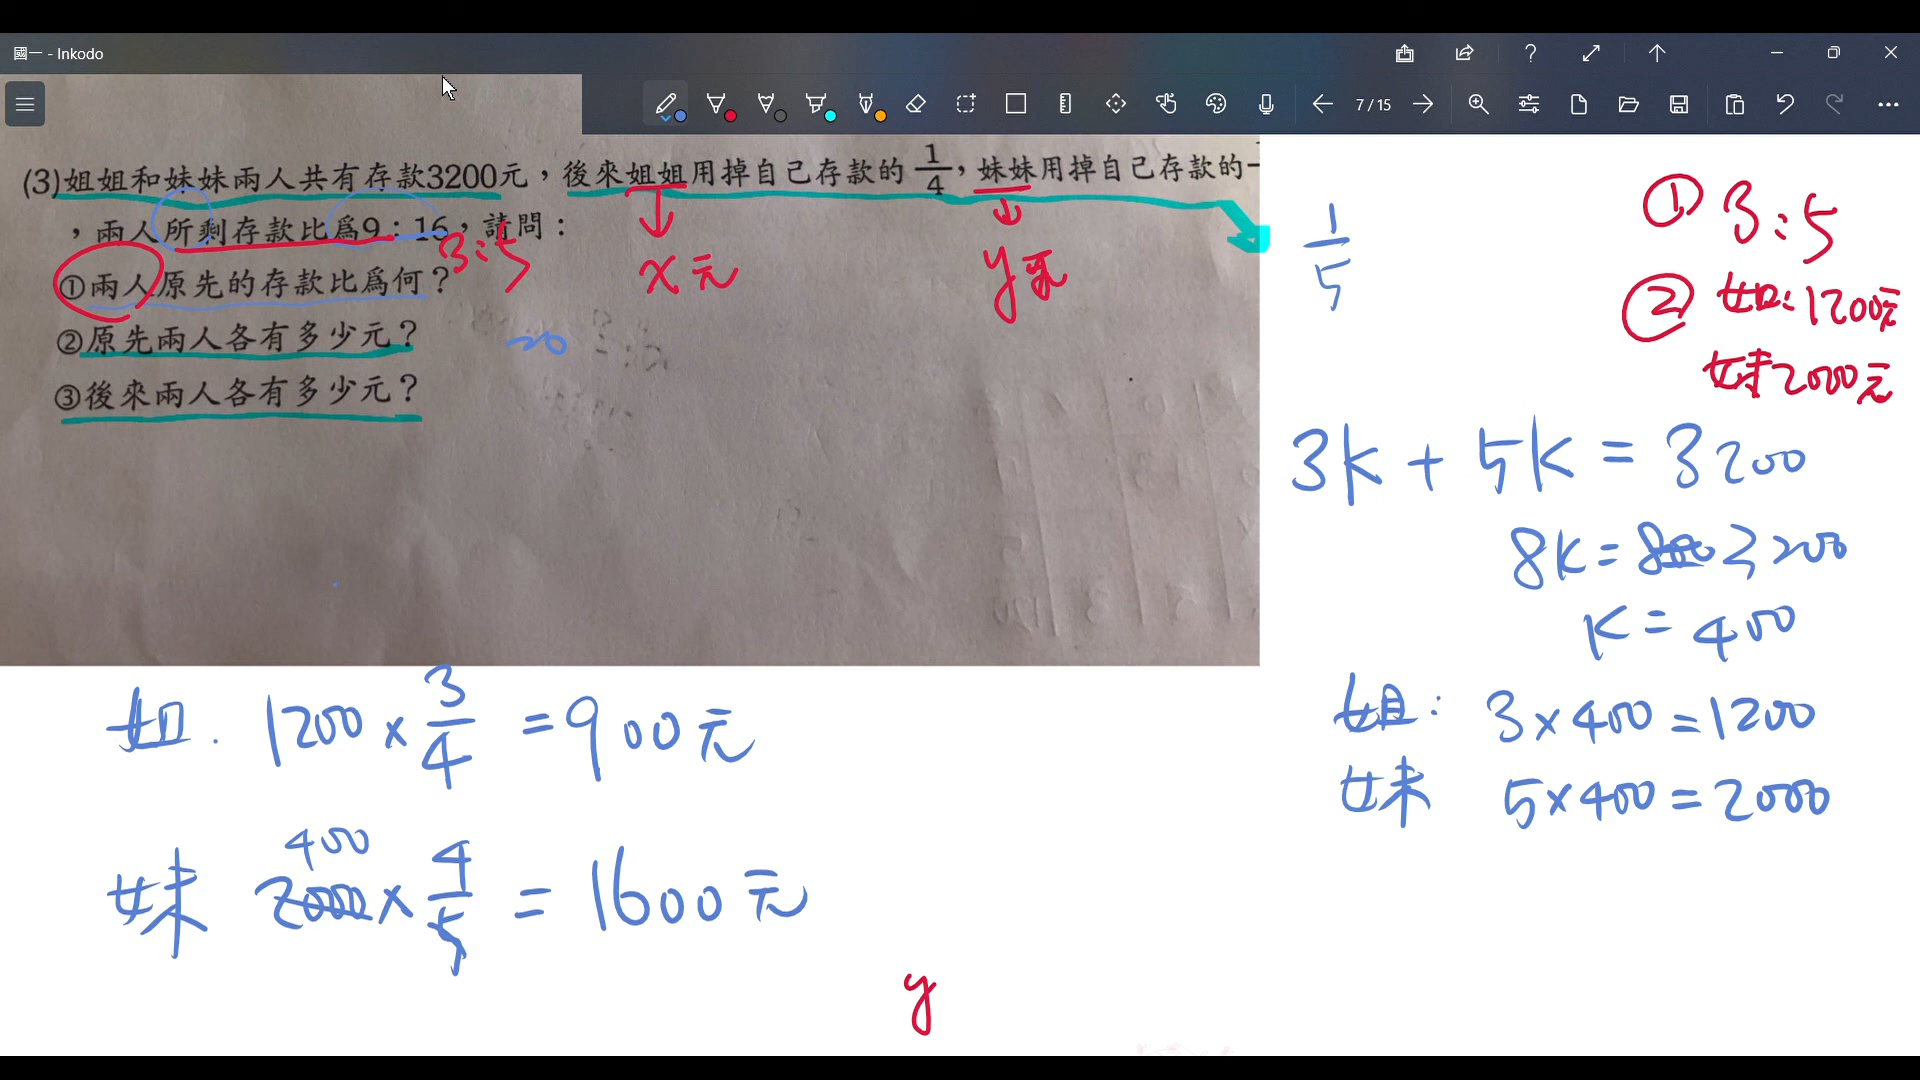 國一 - Inkodo
7 / 15
(3)姐姐和妹妹兩人共有存款3200元，後來姐姐用掉自己存款的1/4，妹妹用掉自己存款的
，兩人所剩存款比為9：16，請問：
3:5
x元
y元
1/5
①兩人原先的存款比為何？
②原先兩人各有多少元？
20
③後來兩人各有多少元？
① 3:5
② 姐:1200元
妹2000元
3k + 5k = 3200
8k = 3200
k = 400
姐: 3×400=1200
妹 5×400=2000
姐. 1200×3/4 =900元
400
妹 2000×4/5 = 1600元
y